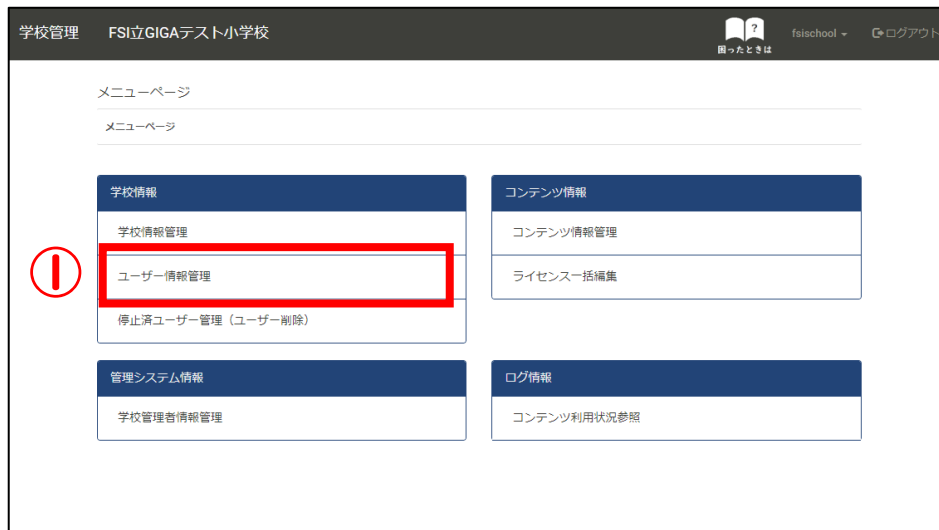 学校管理 FSI立GIGAテスト小学校 ? fsischool ログアウト
困ったときは
メニューページ
メニューページ
学校情報
学校情報管理
① ユーザー情報管理
停止済ユーザー管理（ユーザー削除）
コンテンツ情報
コンテンツ情報管理
ライセンス一括編集
管理システム情報
学校管理者情報管理
ログ情報
コンテンツ利用状況参照